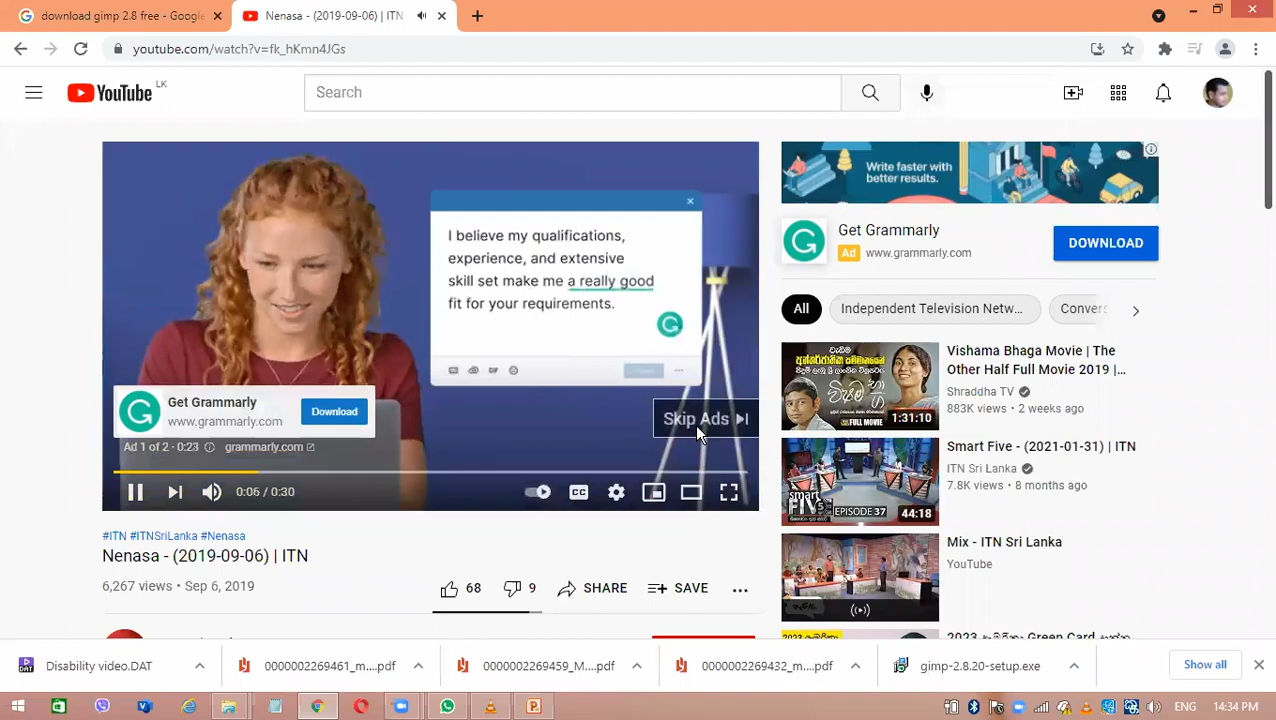 download gimp 2.8 free - Google
Nenasa - (2019-09-06) | ITN
youtube.com/watch?v=fk_hKmn4JGs
YouTube LK
Search
I believe my qualifications,
experience, and extensive
skill set make me a really good
fit for your requirements.
Get Grammarly
www.grammarly.com
Download
Skip Ads
Ad 1 of 2 · 0:23
grammarly.com
0:06 / 0:30
CC
#ITN #ITNSriLanka #Nenasa
Nenasa - (2019-09-06) | ITN
6,267 views • Sep 6, 2019
68
9
SHARE
SAVE
Write faster with
better results.
Get Grammarly
Ad www.grammarly.com
DOWNLOAD
All
Independent Television Netw...
FULL MOVIE
1:31:10
Vishama Bhaga Movie | The
Other Half Full Movie 2019 |...
Shraddha TV
883K views • 2 weeks ago
SMART FIVE
EPISODE 37
44:18
Smart Five - (2021-01-31) | ITN
ITN Sri Lanka
7.8K views • 8 months ago
Mix - ITN Sri Lanka
YouTube
Disability video.DAT
0000002269461_m....pdf
0000002269459_M....pdf
0000002269432_m....pdf
gimp-2.8.20-setup.exe
Show all
ENG
14:34 PM